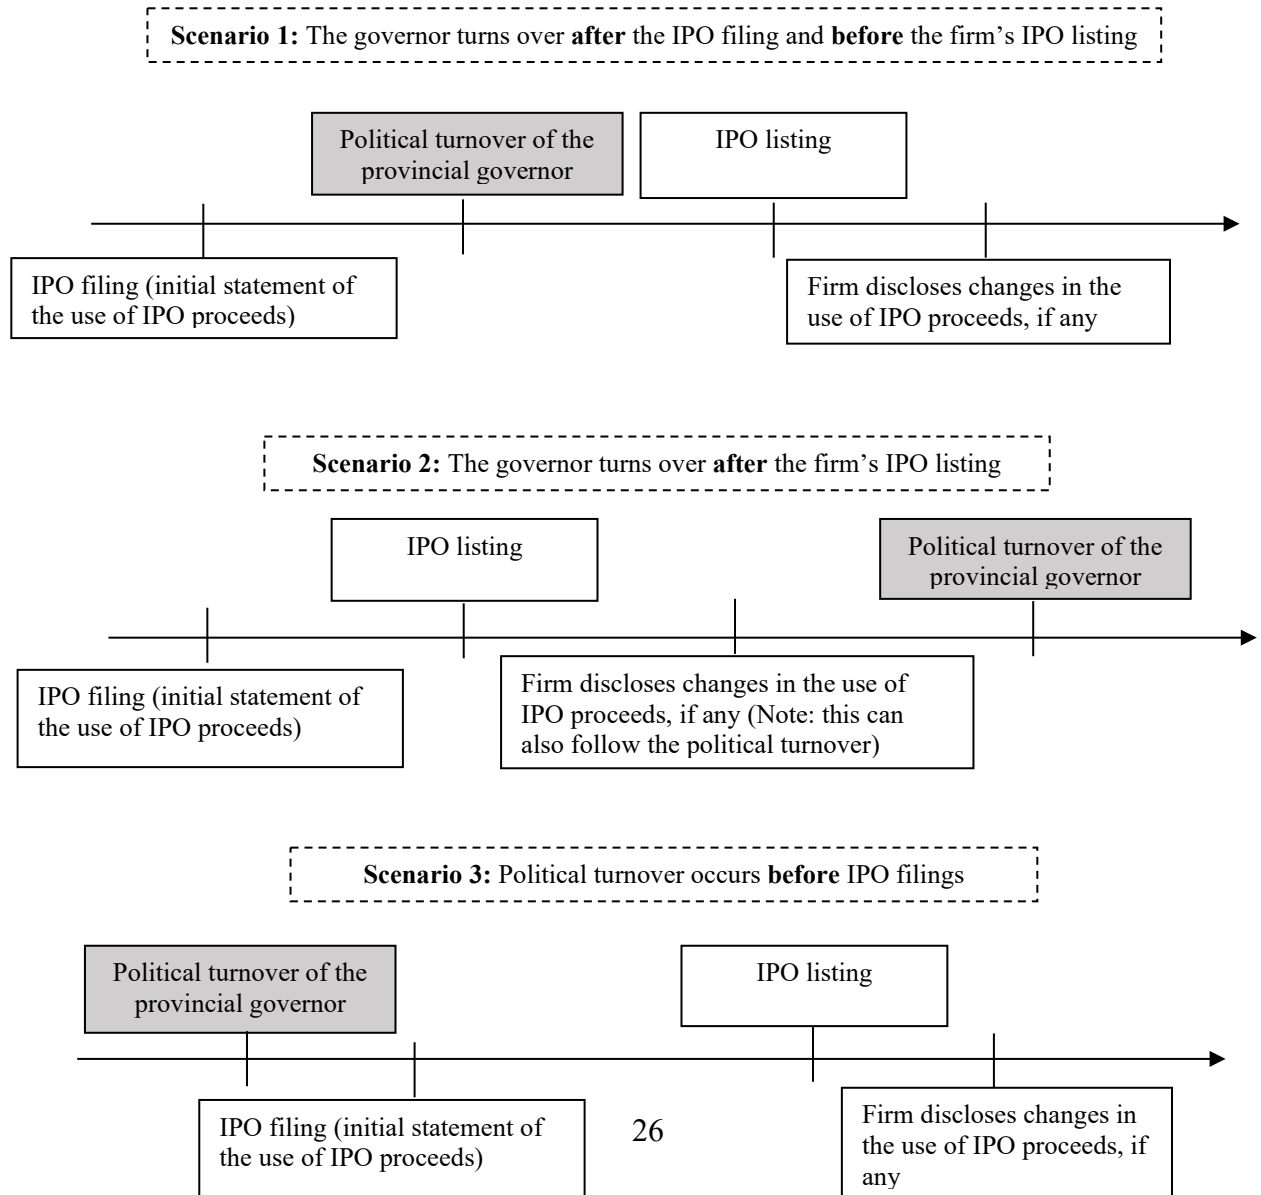 Scenario 1: The governor turns over after the IPO filing and before the firm’s IPO listing
Political turnover of the
provincial governor
IPO listing
IPO filing (initial statement of
the use of IPO proceeds)
Firm discloses changes in the
use of IPO proceeds, if any
Scenario 2: The governor turns over after the firm’s IPO listing
IPO listing
Political turnover of the
provincial governor
IPO filing (initial statement of
the use of IPO proceeds)
Firm discloses changes in the use of
IPO proceeds, if any (Note: this can
also follow the political turnover)
Scenario 3: Political turnover occurs before IPO filings
Political turnover of the
provincial governor
IPO listing
IPO filing (initial statement of
the use of IPO proceeds)
26
Firm discloses changes in
the use of IPO proceeds, if
any